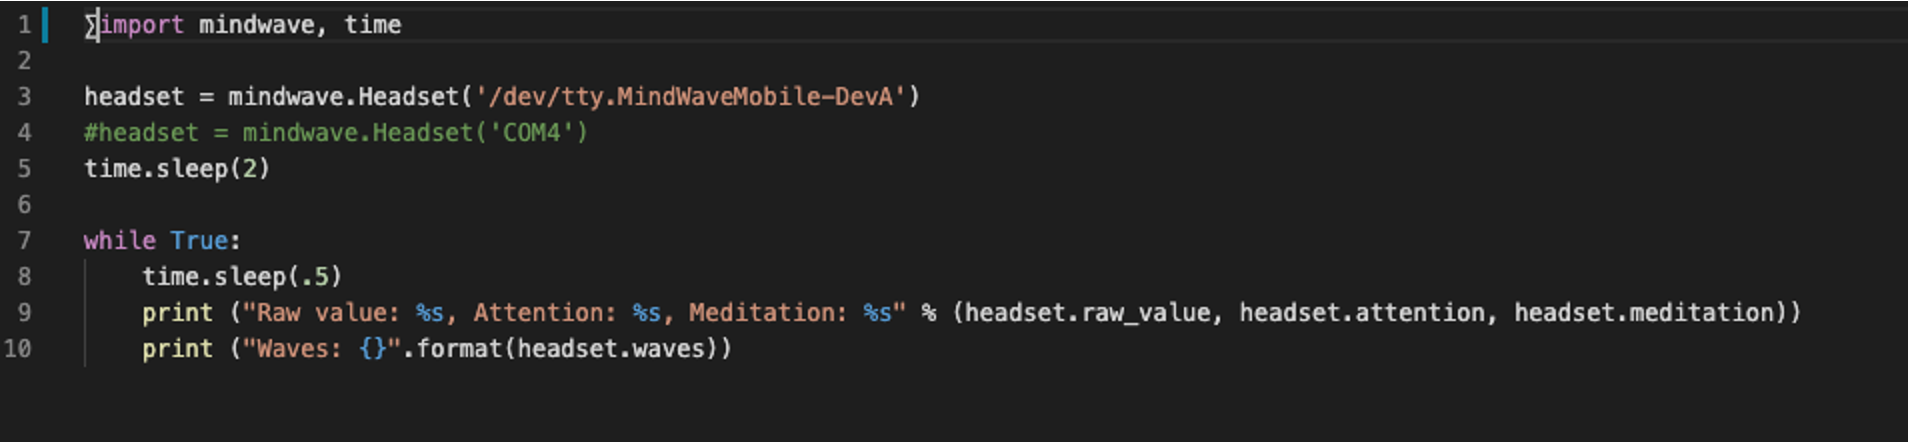 1 import mindwave, time
2
3 headset = mindwave.Headset('/dev/tty.MindWaveMobile-DevA')
4 #headset = mindwave.Headset('COM4')
5 time.sleep(2)
6
7 while True:
8 time.sleep(.5)
9 print ("Raw value: %s, Attention: %s, Meditation: %s" % (headset.raw_value, headset.attention, headset.meditation))
10 print ("Waves: {}".format(headset.waves))